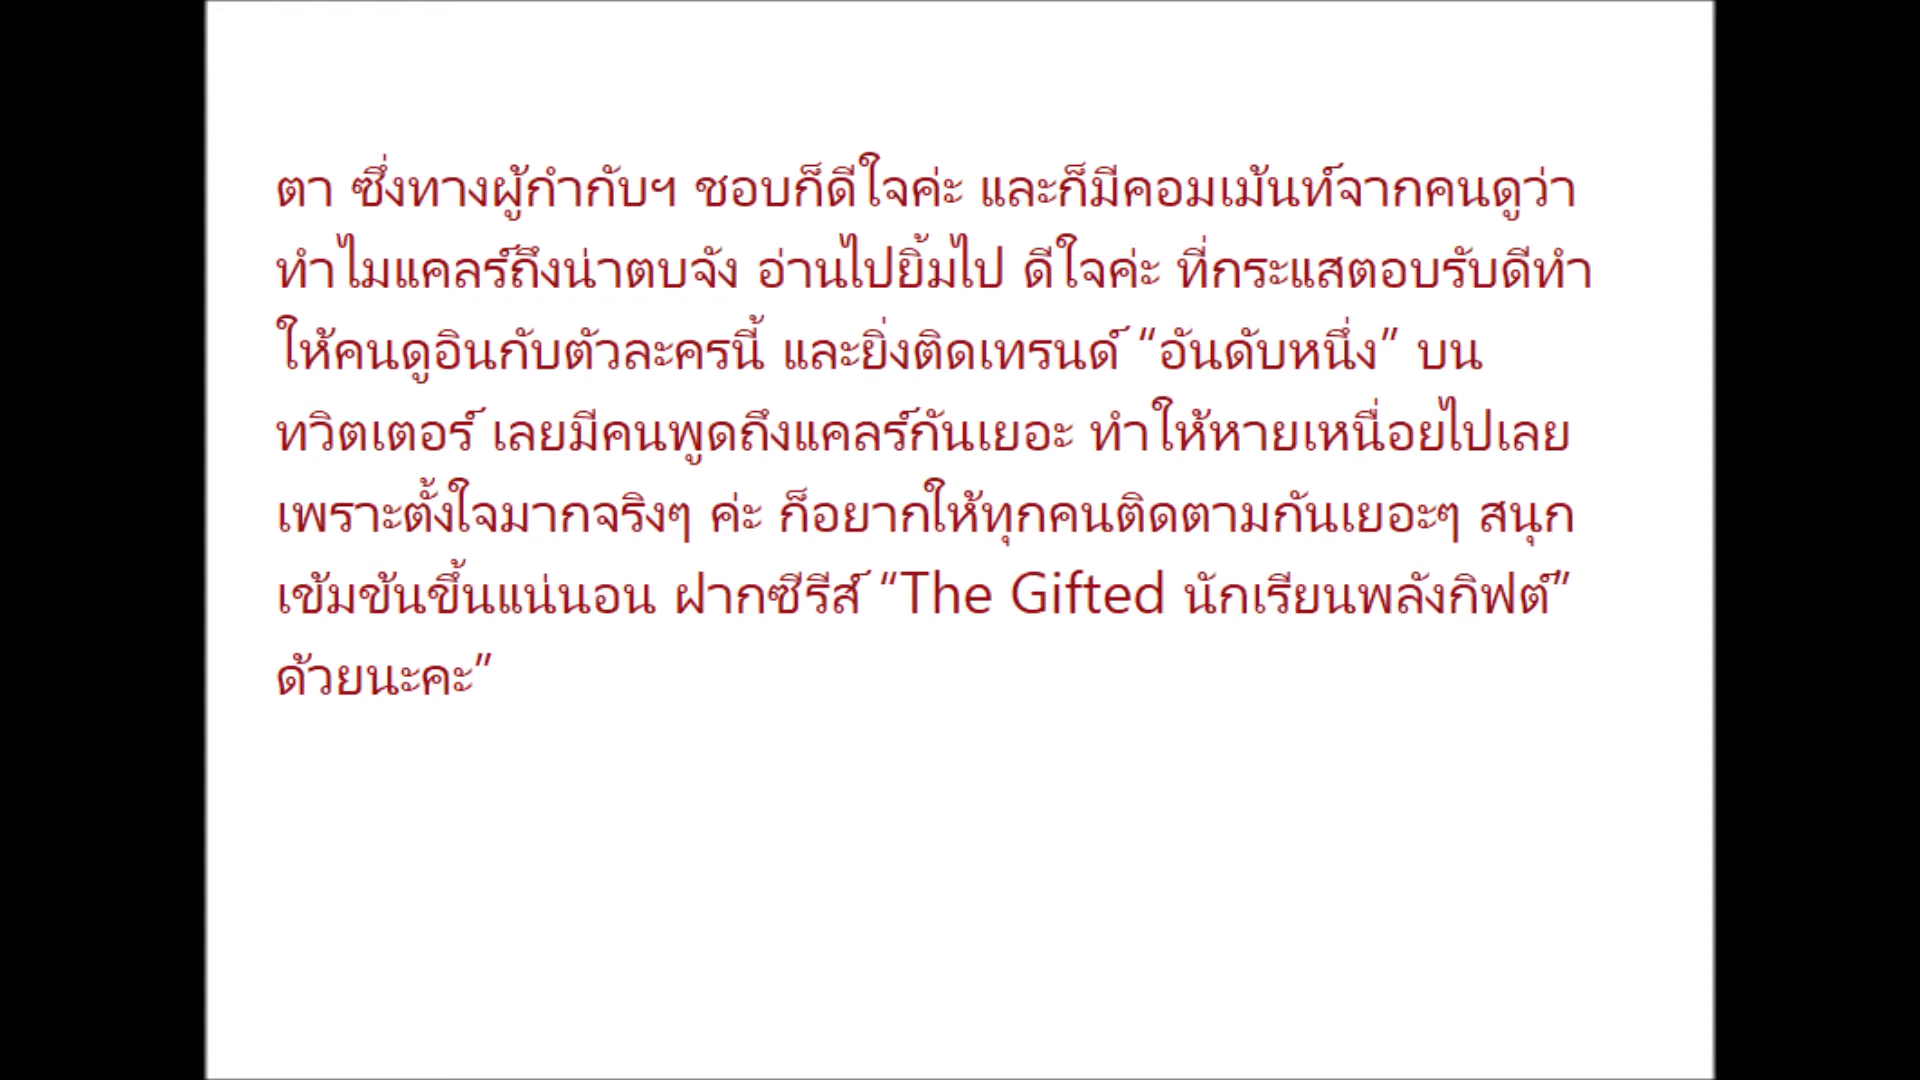 ตา ซึ่งทางผู้กำกับฯ ชอบก็ดีใจค่ะ และก็มีคอมเม้นท์จากคนดูว่า
ทำไมแคลร์ถึงน่าตบจัง อ่านไปยิ้มไป ดีใจค่ะ ที่กระแสตอบรับดีทำ
ให้คนดูอินกับตัวละครนี้ และยิ่งติดเทรนด์ “อันดับหนึ่ง” บน
ทวิตเตอร์ เลยมีคนพูดถึงแคลร์กันเยอะ ทำให้หายเหนื่อยไปเลย
เพราะตั้งใจมากจริงๆ ค่ะ ก็อยากให้ทุกคนติดตามกันเยอะๆ สนุก
เข้มข้นขึ้นแน่นอน ฝากซีรีส์ “The Gifted นักเรียนพลังกิฟต์”
ด้วยนะคะ”